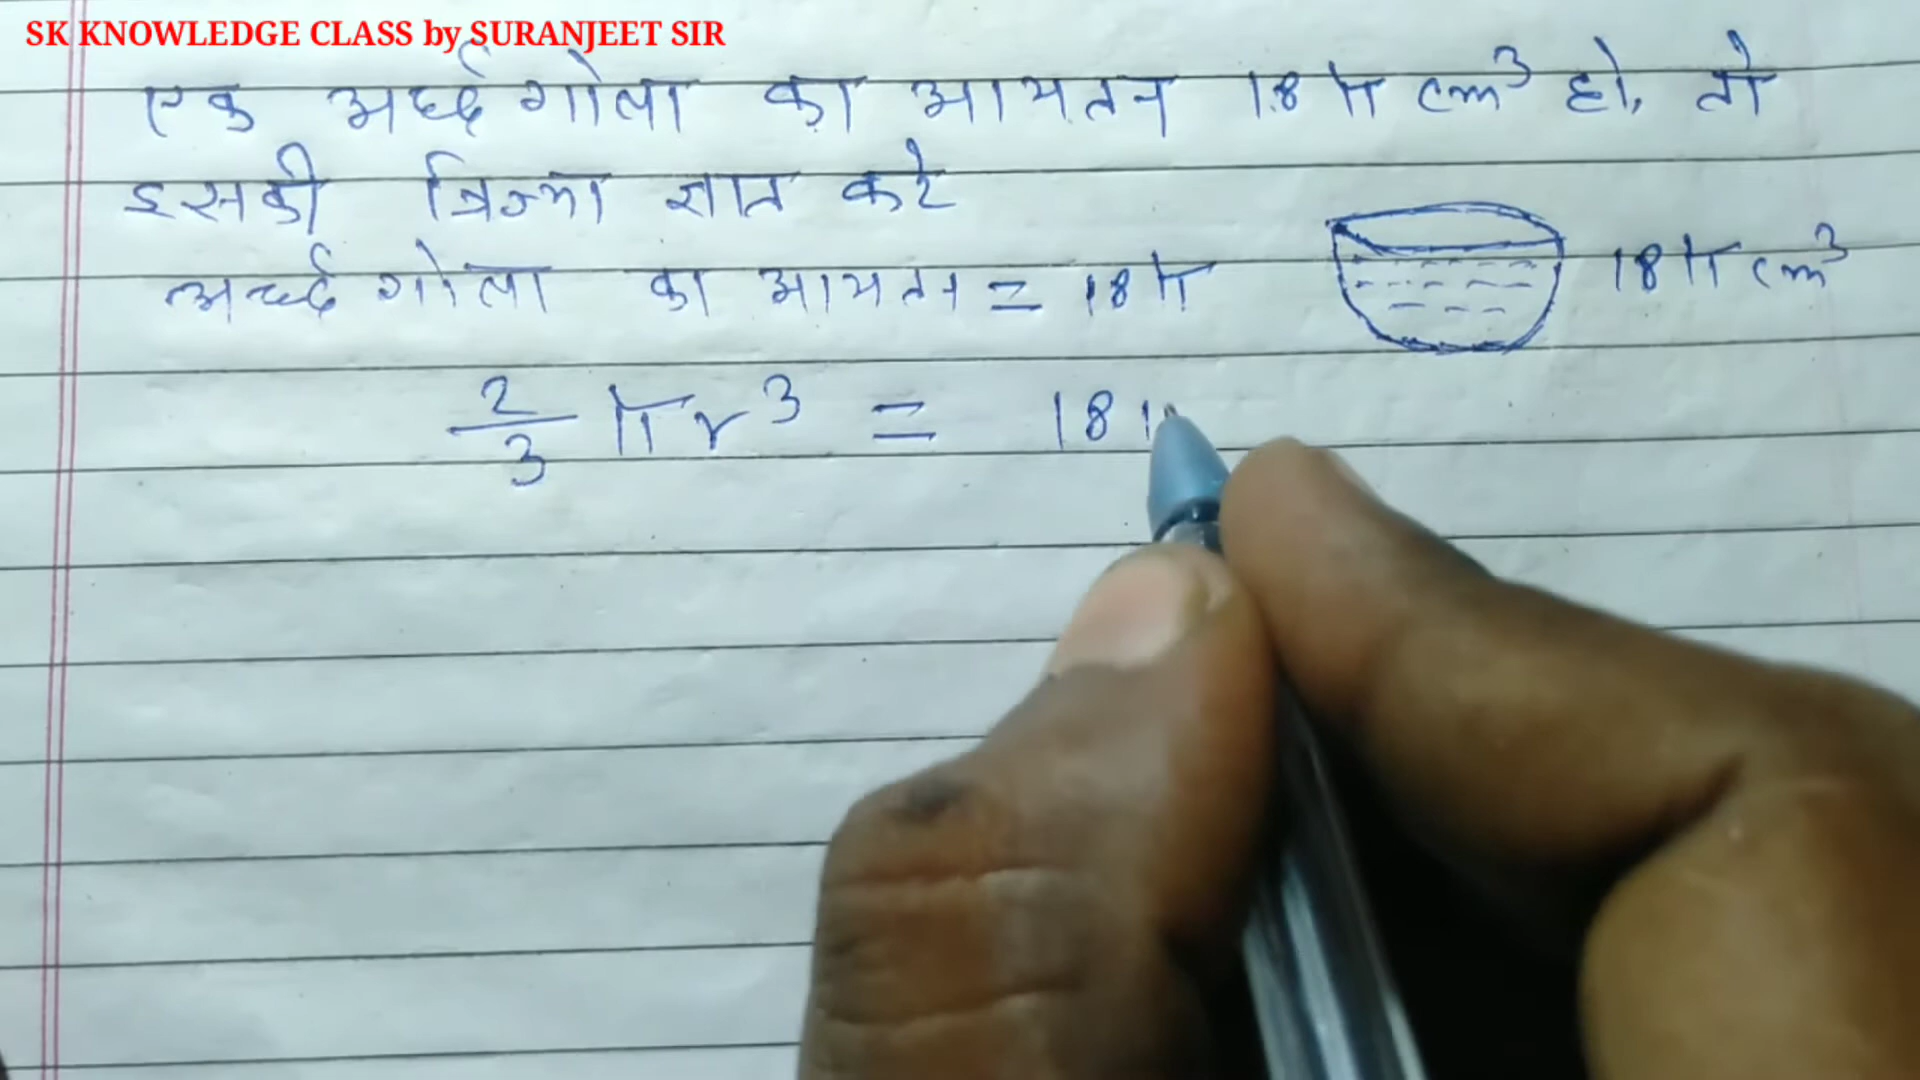 SK KNOWLEDGE CLASS by SURANJEET SIR
एक अर्घ्द गोला का आयतन 18π cm³ हो, तो
इसकी त्रिज्या ज्ञात करे
अर्घ्द गोला का आयतन = 18π
18π cm³
2/3 πr³ = 18